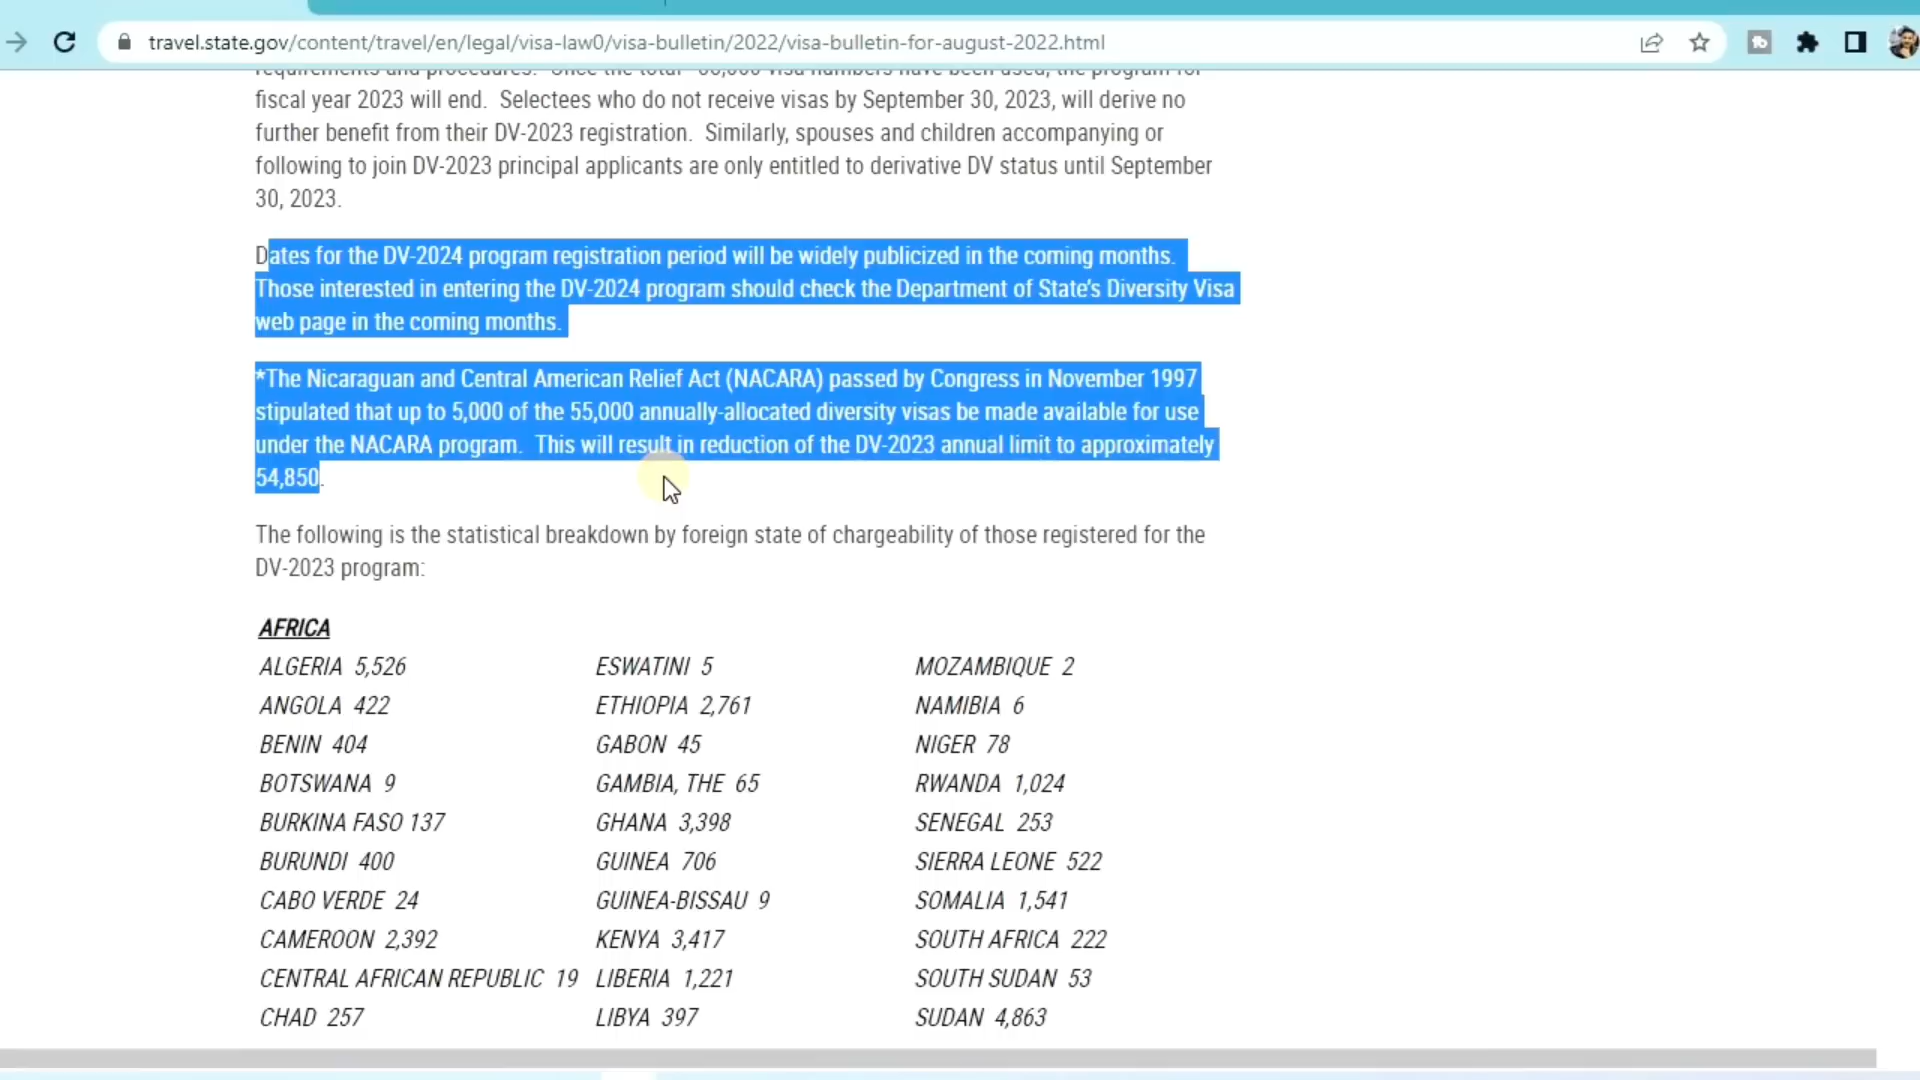 travel.state.gov/content/travel/en/legal/visa-law0/visa-bulletin/2022/visa-bulletin-for-august-2022.html
fiscal year 2023 will end. Selectees who do not receive visas by September 30, 2023, will derive no
further benefit from their DV-2023 registration. Similarly, spouses and children accompanying or
following to join DV-2023 principal applicants are only entitled to derivative DV status until September
30, 2023.
Dates for the DV-2024 program registration period will be widely publicized in the coming months.
Those interested in entering the DV-2024 program should check the Department of State's Diversity Visa
web page in the coming months.
*The Nicaraguan and Central American Relief Act (NACARA) passed by Congress in November 1997
stipulated that up to 5,000 of the 55,000 annually-allocated diversity visas be made available for use
under the NACARA program. This will result in reduction of the DV-2023 annual limit to approximately
54,850.
The following is the statistical breakdown by foreign state of chargeability of those registered for the
DV-2023 program:
AFRICA
ALGERIA 5,526 ESWATINI 5 MOZAMBIQUE 2
ANGOLA 422 ETHIOPIA 2,761 NAMIBIA 6
BENIN 404 GABON 45 NIGER 78
BOTSWANA 9 GAMBIA, THE 65 RWANDA 1,024
BURKINA FASO 137 GHANA 3,398 SENEGAL 253
BURUNDI 400 GUINEA 706 SIERRA LEONE 522
CABO VERDE 24 GUINEA-BISSAU 9 SOMALIA 1,541
CAMEROON 2,392 KENYA 3,417 SOUTH AFRICA 222
CENTRAL AFRICAN REPUBLIC 19 LIBERIA 1,221 SOUTH SUDAN 53
CHAD 257 LIBYA 397 SUDAN 4,863